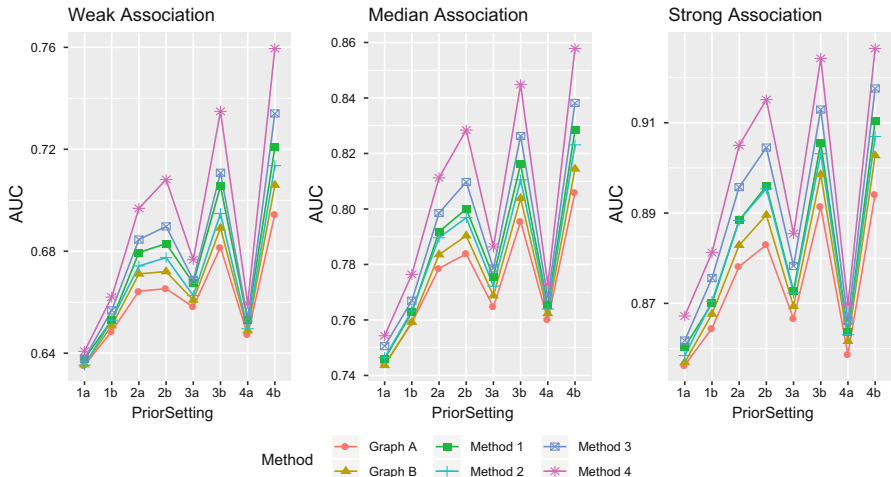 Weak Association
Median Association
Strong Association
AUC
0.76
0.72
0.68
0.64
1a 1b 2a 2b 3a 3b 4a 4b
PriorSetting
AUC
0.86
0.84
0.82
0.80
0.78
0.76
0.74
1a 1b 2a 2b 3a 3b 4a 4b
PriorSetting
AUC
0.91
0.89
0.87
1a 1b 2a 2b 3a 3b 4a 4b
PriorSetting
Method
Graph A
Graph B
Method 1
Method 2
Method 3
Method 4